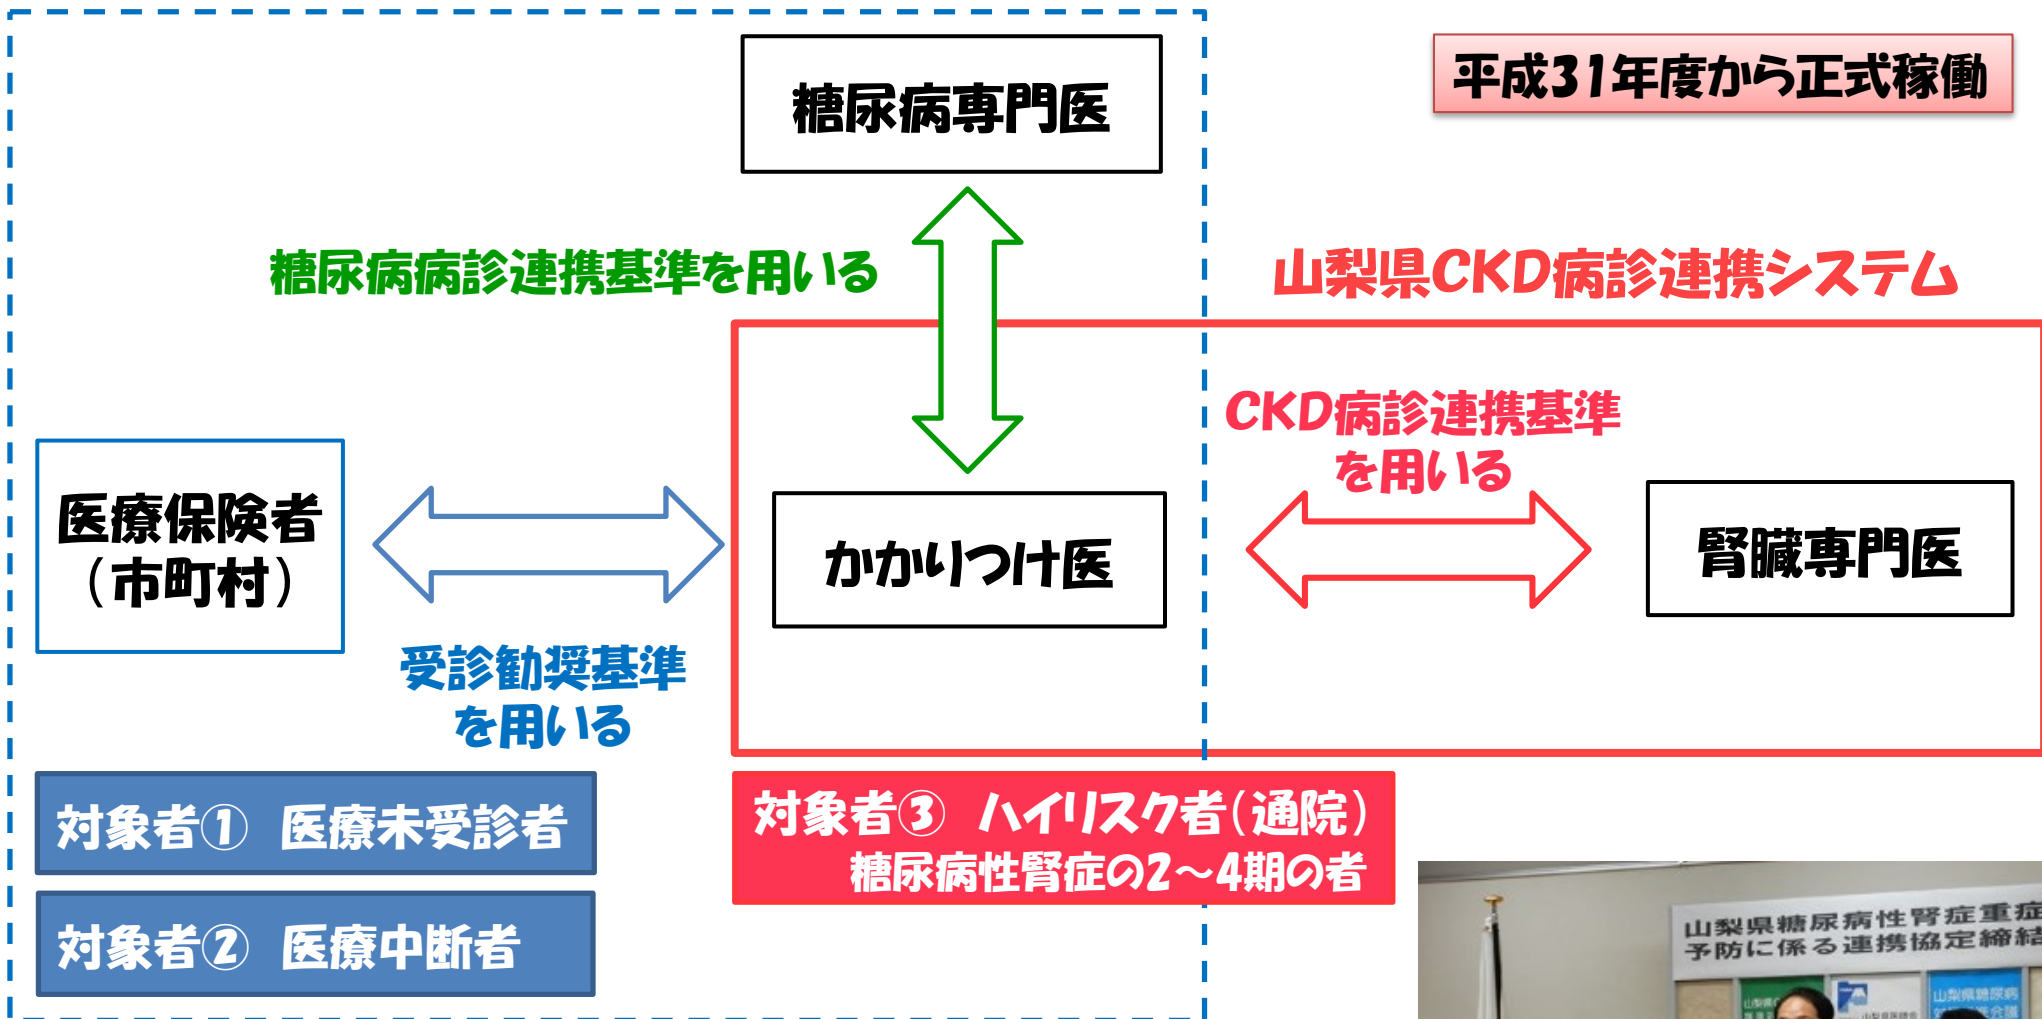 平成31年度から正式稼働
糖尿病専門医
糖尿病病診連携基準を用いる
山梨県CKD病診連携システム
CKD病診連携基準
を用いる
医療保険者
（市町村）
かかりつけ医
腎臓専門医
受診勧奨基準
を用いる
対象者① 医療未受診者
対象者② 医療中断者
対象者③ ハイリスク者（通院）
糖尿病性腎症の2～4期の者
山梨県糖尿病性腎症重症
予防に係る連携協定締結
山梨県糖尿病